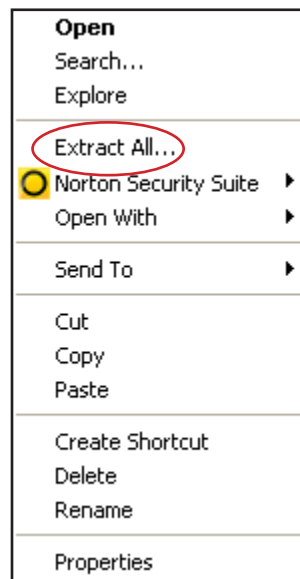 Open
Search...
Explore
Extract All...
Norton Security Suite
Open With
Send To
Cut
Copy
Paste
Create Shortcut
Delete
Rename
Properties